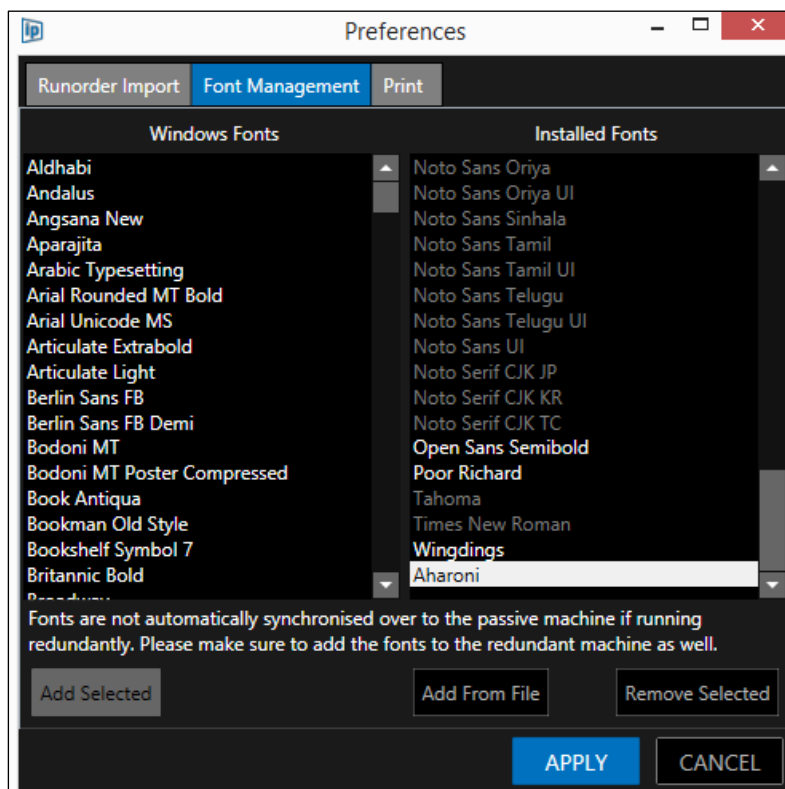 ip
Preferences
Runorder Import
Font Management
Print
Windows Fonts
Aldhabi
Andalus
Angsana New
Aparajita
Arabic Typesetting
Arial Rounded MT Bold
Arial Unicode MS
Articulate Extrabold
Articulate Light
Berlin Sans FB
Berlin Sans FB Demi
Bodoni MT
Bodoni MT Poster Compressed
Book Antiqua
Bookman Old Style
Bookshelf Symbol 7
Britannic Bold
Broadway
Installed Fonts
Noto Sans Oriya
Noto Sans Oriya UI
Noto Sans Sinhala
Noto Sans Tamil
Noto Sans Tamil UI
Noto Sans Telugu
Noto Sans Telugu UI
Noto Sans UI
Noto Serif CJK JP
Noto Serif CJK KR
Noto Serif CJK TC
Open Sans Semibold
Poor Richard
Tahoma
Times New Roman
Wingdings
Aharoni
Fonts are not automatically synchronised over to the passive machine if running
redundantly. Please make sure to add the fonts to the redundant machine as well.
Add Selected
Add From File
Remove Selected
APPLY
CANCEL